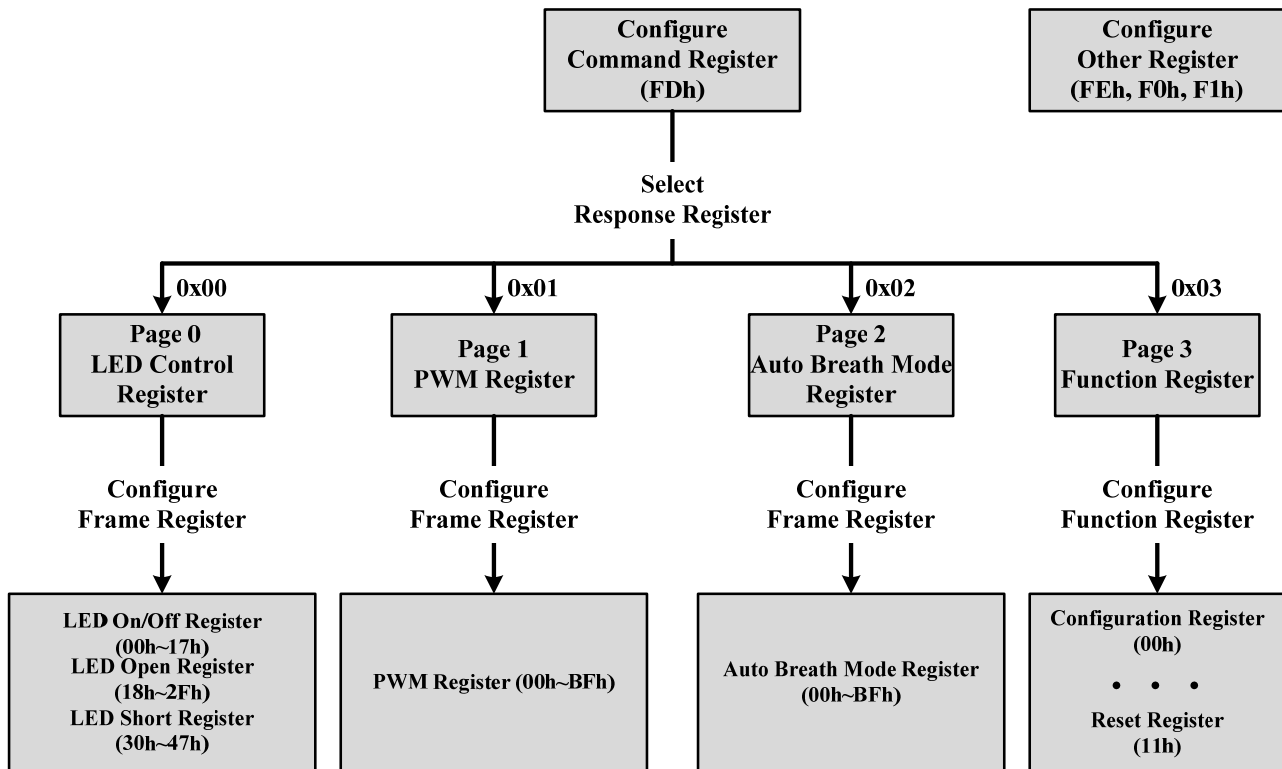 Configure
Command Register
(FDh)
Configure
Other Register
(FEh, F0h, F1h)
Select
Response Register
0x00
0x01
0x02
0x03
Page 0
LED Control
Register
Page 1
PWM Register
Page 2
Auto Breath Mode
Register
Page 3
Function Register
Configure
Frame Register
Configure
Frame Register
Configure
Frame Register
Configure
Function Register
LED On/Off Register
(00h~17h)
LED Open Register
(18h~2Fh)
LED Short Register
(30h~47h)
PWM Register (00h~BFh)
Auto Breath Mode Register
(00h~BFh)
Configuration Register
(00h)
• • •
Reset Register
(11h)